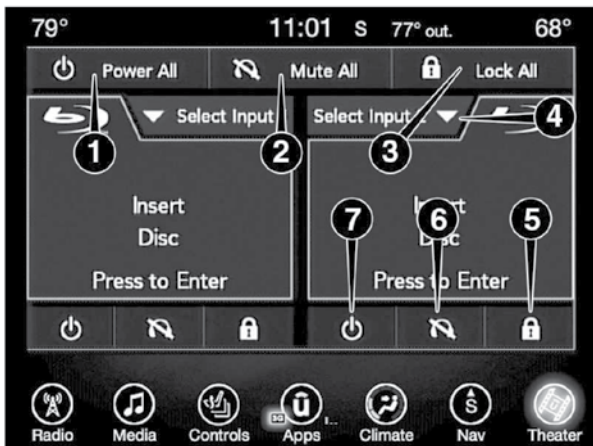 79° 11:01 S 77° out. 68°
Power All Mute All Lock All
Select Input Select Input
1 2 3 4
Insert
Disc
Press to Enter
7 6 5
Disc
Press to Enter
Radio Media Controls Apps Climate Nav Theater